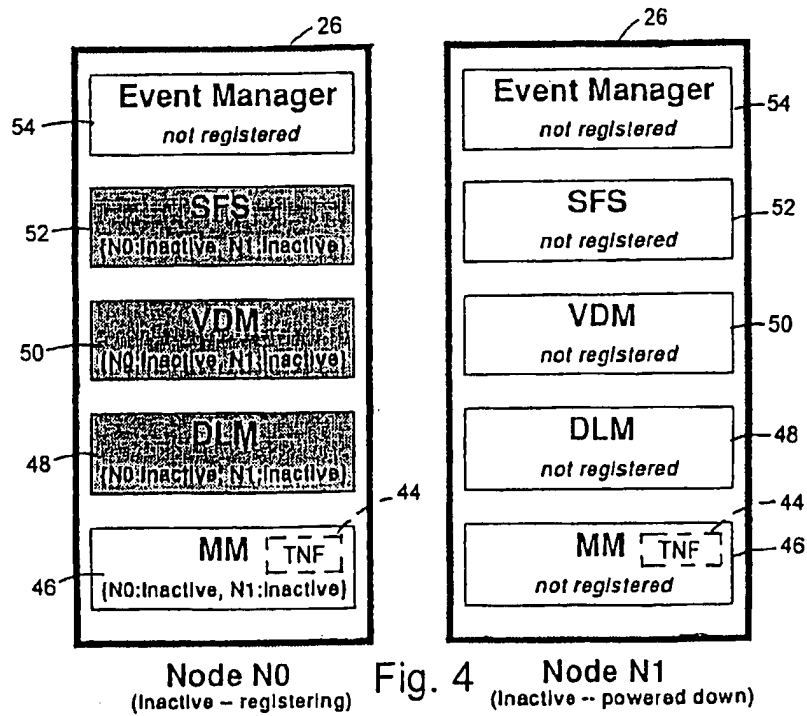 26
Event Manager
not registered
54
SFS
(N0:Inactive, N1:Inactive)
52
VDM
(N0:Inactive, N1:Inactive)
50
DLM
(N0:Inactive, N1:Inactive)
48
44
MM
TNF
(N0:Inactive, N1:Inactive)
46
Node N0
(Inactive – registering)
26
Event Manager
not registered
54
SFS
not registered
52
VDM
not registered
50
DLM
not registered
48
44
MM
TNF
not registered
46
Fig. 4
Node N1
(Inactive -- powered down)